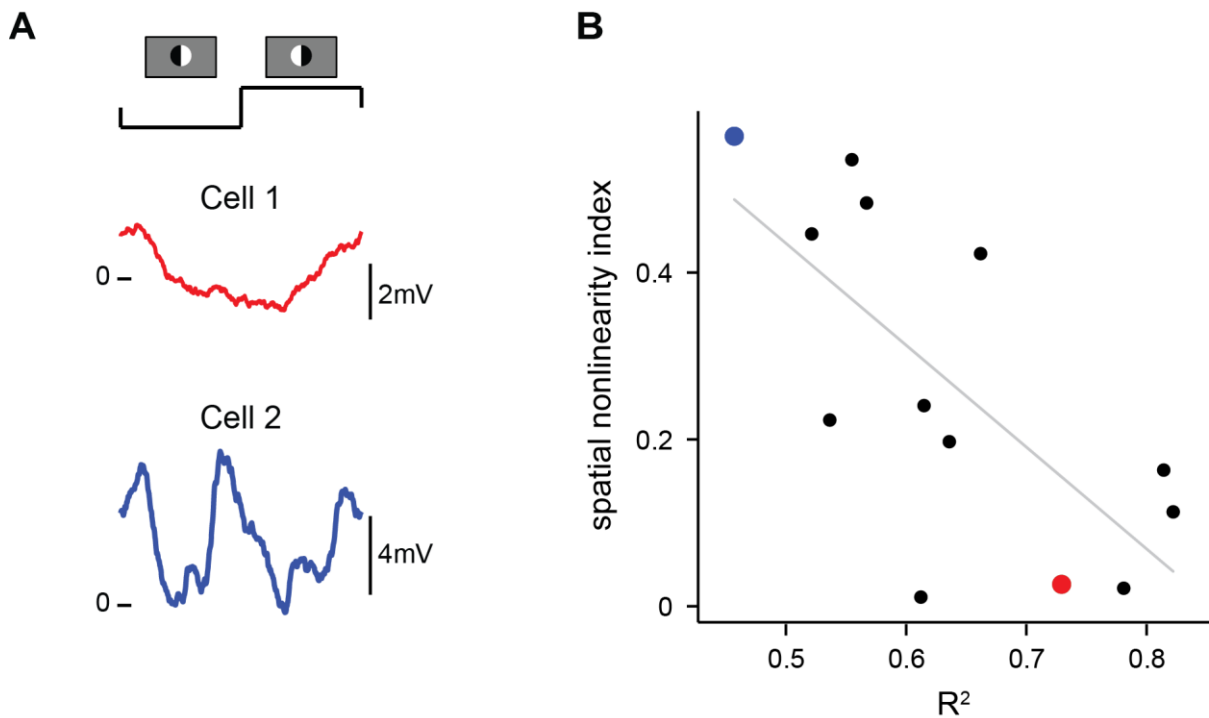 A
Cell 1
0
2mV
Cell 2
0
4mV
B
spatial nonlinearity index
0.4
0.2
0
0.5 0.6 0.7 0.8
R²